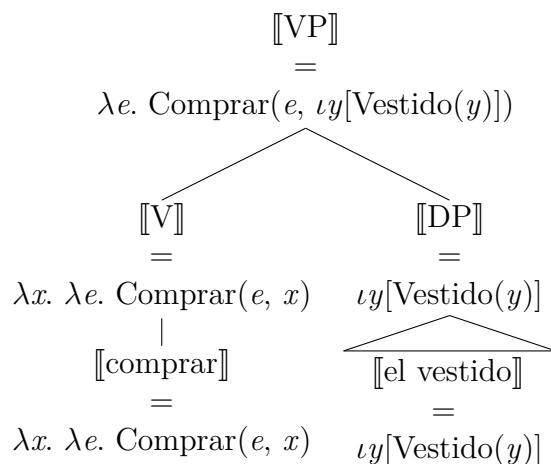 ⟦VP⟧
=
λe. Comprar(e, ιy[Vestido(y)])
⟦V⟧ ⟦DP⟧
= =
λx. λe. Comprar(e, x) ιy[Vestido(y)]
⟦comprar⟧ ⟦el vestido⟧
= =
λx. λe. Comprar(e, x) ιy[Vestido(y)]